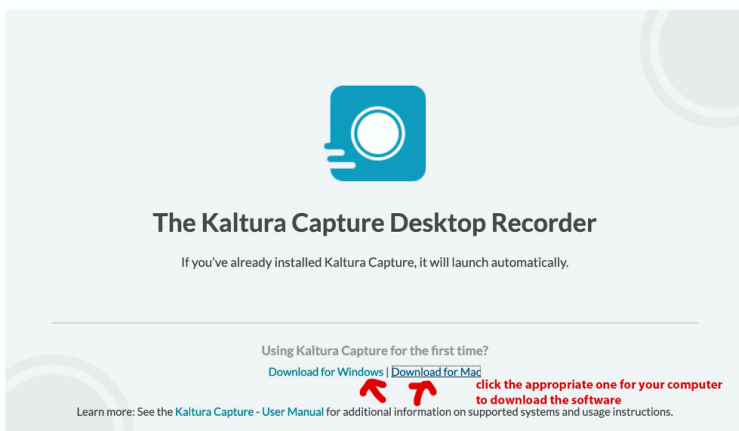 The Kaltura Capture Desktop Recorder
If you've already installed Kaltura Capture, it will launch automatically.
Using Kaltura Capture for the first time?
Download for Windows | Download for Mac
click the appropriate one for your computer
to download the software
Learn more: See the Kaltura Capture - User Manual for additional information on supported systems and usage instructions.